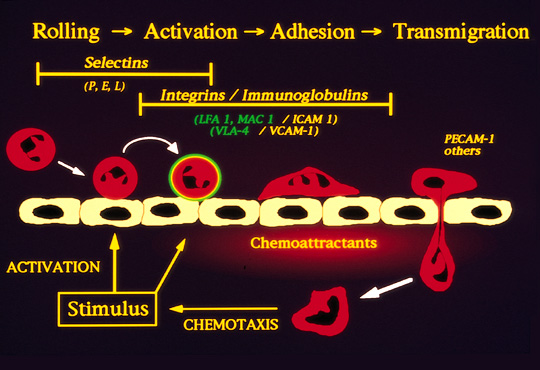 Rolling → Activation → Adhesion → Transmigration
Selectins
(P, E, L)
Integrins / Immunoglobulins
(LFA 1, MAC 1 / ICAM 1)
(VLA-4 / VCAM-1)
PECAM-1
others
Chemoattractants
ACTIVATION
Stimulus
CHEMOTAXIS